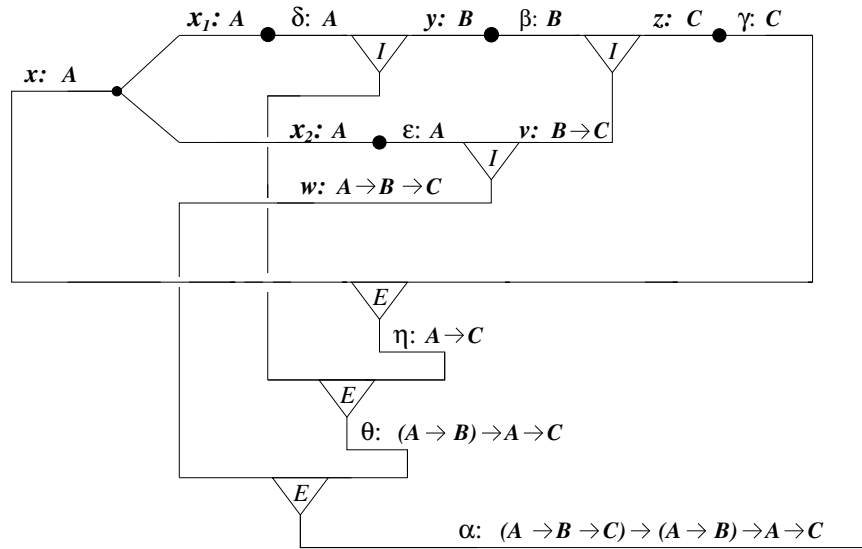 x₁: A δ: A y: B β: B z: C γ: C
I I
x: A
x₂: A ε: A v: B→C
I
w: A→B→C
E
η: A→C
E
θ: (A→B)→A→C
E
α: (A→B→C)→(A→B)→A→C